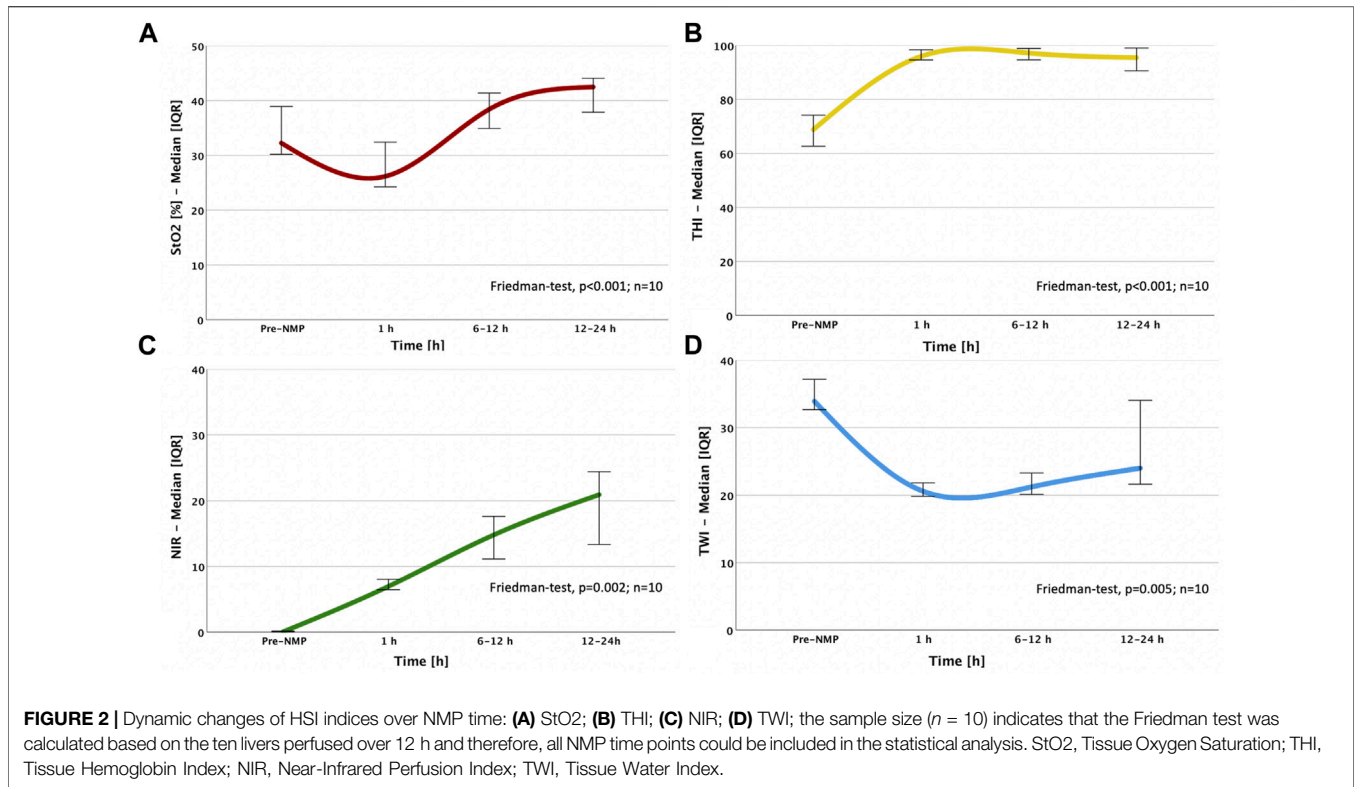 A
50
40
30
20
10
0
StO2 [%] – Median [IQR]
Friedman-test, p<0.001; n=10
Pre-NMP 1 h 6-12 h 12-24 h
Time [h]
B
100
80
60
40
20
0
THI – Median [IQR]
Friedman-test, p<0.001; n=10
Pre-NMP 1 h 6-12 h 12-24 h
Time [h]
C
40
30
20
10
0
NIR – Median [IQR]
Friedman-test, p=0.002; n=10
Pre-NMP 1 h 6-12 h 12-24h
Time [h]
D
40
30
20
10
0
TWI – Median [IQR]
Friedman-test, p=0.005; n=10
Pre-NMP 1 h 6-12 h 12-24 h
Time [h]
FIGURE 2 | Dynamic changes of HSI indices over NMP time: (A) StO2; (B) THI; (C) NIR; (D) TWI; the sample size (n = 10) indicates that the Friedman test was
calculated based on the ten livers perfused over 12 h and therefore, all NMP time points could be included in the statistical analysis. StO2, Tissue Oxygen Saturation; THI,
Tissue Hemoglobin Index; NIR, Near-Infrared Perfusion Index; TWI, Tissue Water Index.